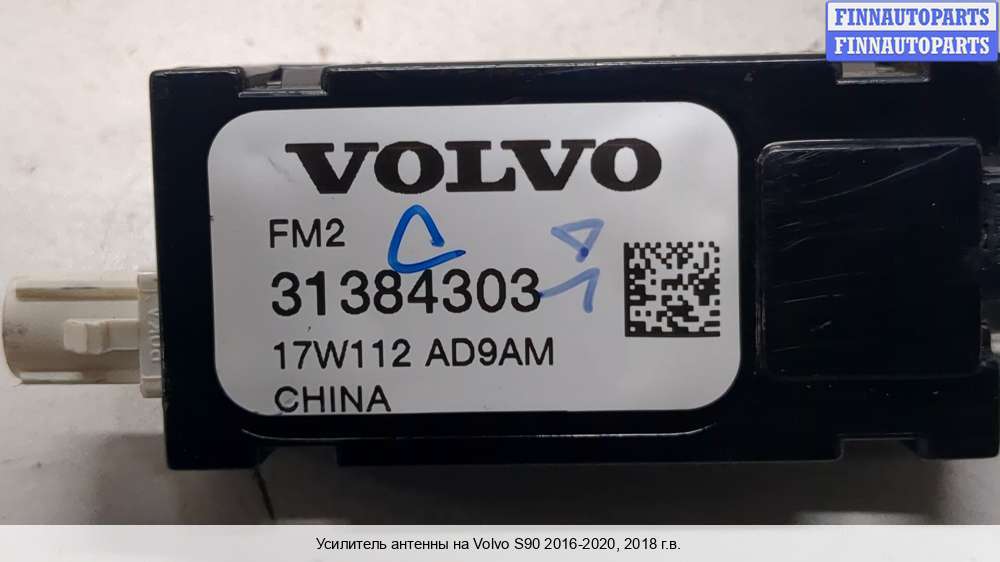 FINNAUTOPARTS
FINNAUTOPARTS
VOLVO
FM2
31384303
17W112 AD9AM
CHINA
Усилитель антенны на Volvo S90 2016-2020, 2018 г.в.